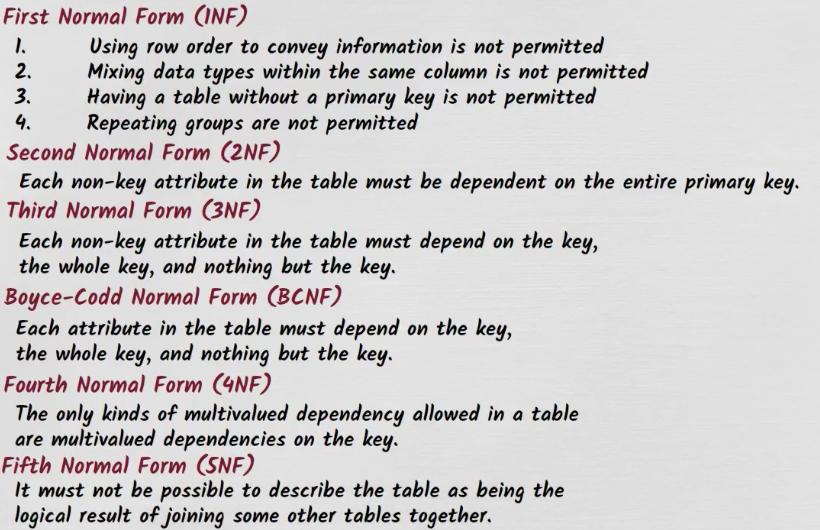 First Normal Form (1NF)
1. Using row order to convey information is not permitted
2. Mixing data types within the same column is not permitted
3. Having a table without a primary key is not permitted
4. Repeating groups are not permitted
Second Normal Form (2NF)
Each non-key attribute in the table must be dependent on the entire primary key.
Third Normal Form (3NF)
Each non-key attribute in the table must depend on the key,
the whole key, and nothing but the key.
Boyce-Codd Normal Form (BCNF)
Each attribute in the table must depend on the key,
the whole key, and nothing but the key.
Fourth Normal Form (4NF)
The only kinds of multivalued dependency allowed in a table
are multivalued dependencies on the key.
Fifth Normal Form (5NF)
It must not be possible to describe the table as being the
logical result of joining some other tables together.